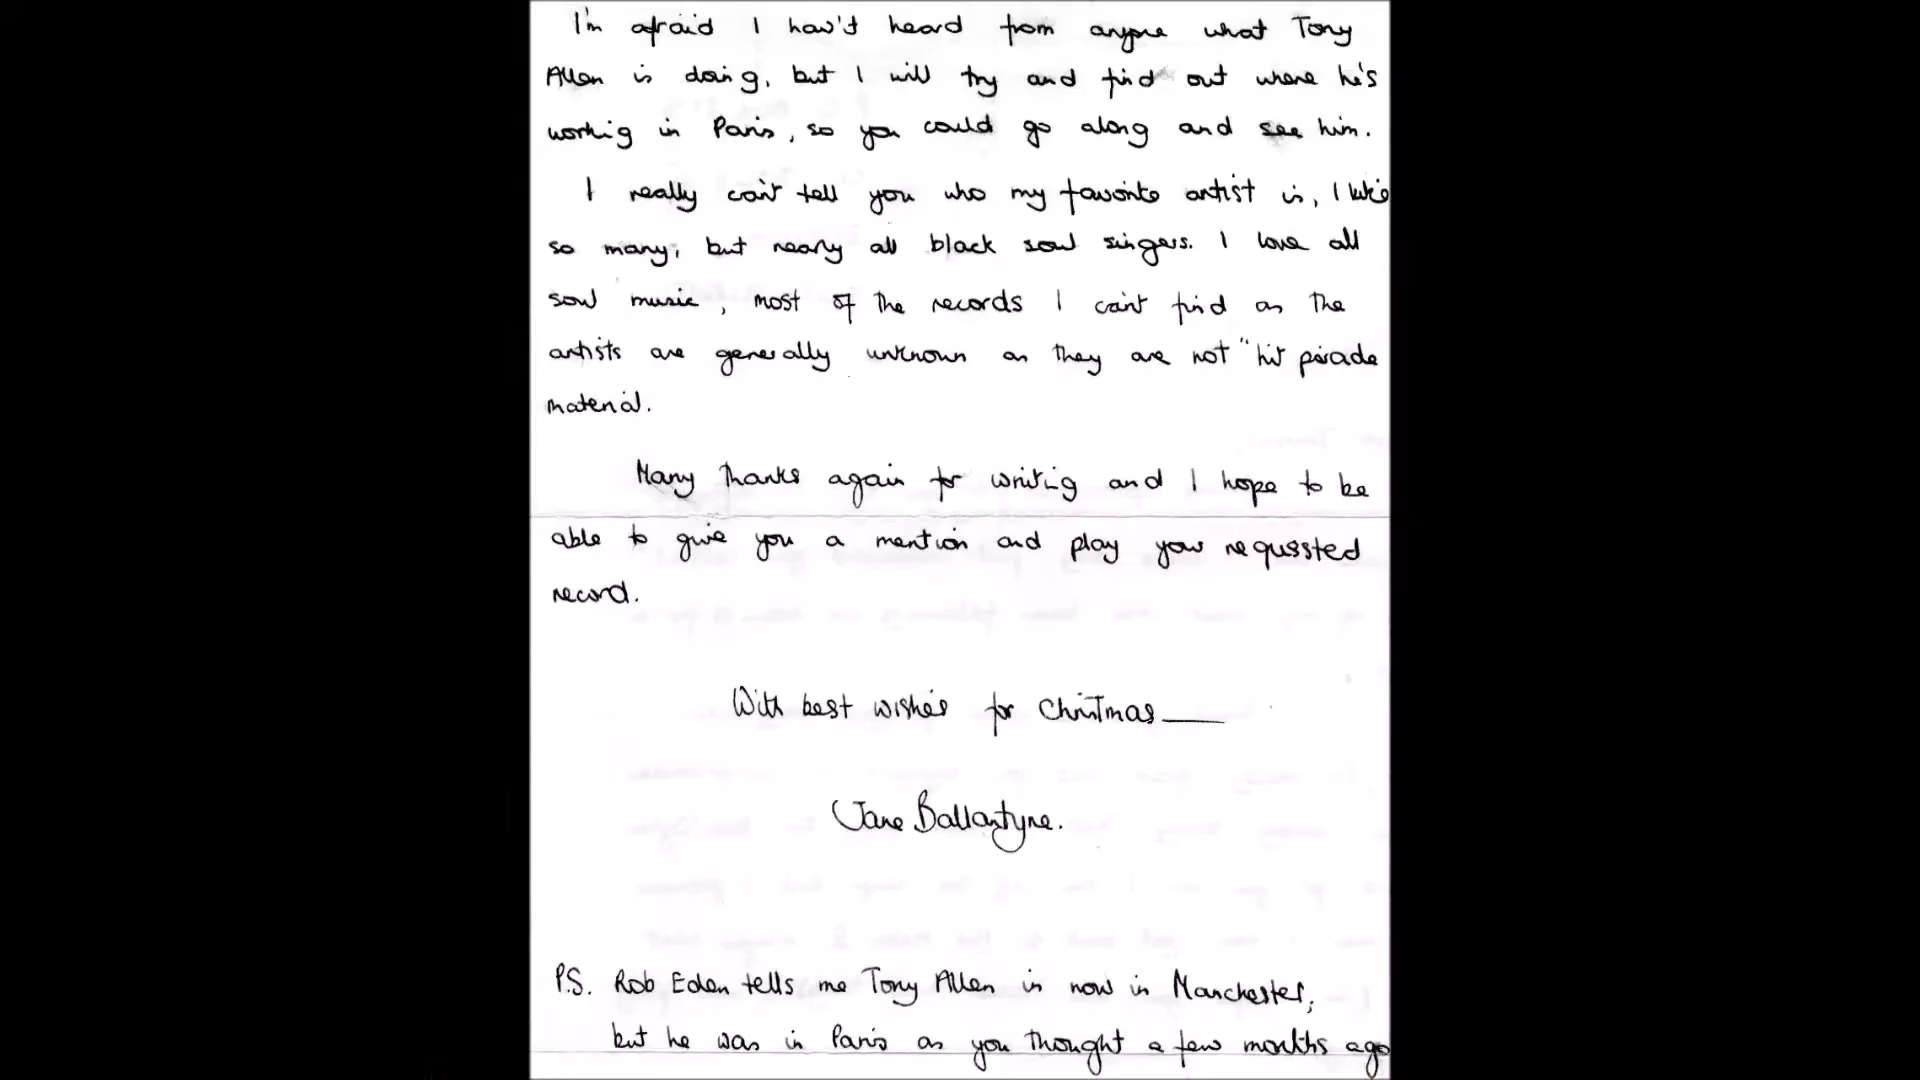 I'm afraid I hav't heard from anyone what Tony
Allen is doing, but I will try and find out where he's
working in Paris, so you could go along and see him.
I really can't tell you who my favorite artist is, I like
so many, but nearly all black soul singers. I love all
soul music, most of the records I can't find as the
artists are generally unknown as they are not "hit parade
material.
Many thanks again for writing and I hope to be
able to give you a mention and play your requested
record.
With best wishes for Christmas
Jane Ballantyne.
P.S. Rob Eden tells me Tony Allen is now in Manchester,
but he was in Paris as you thought a few months ago